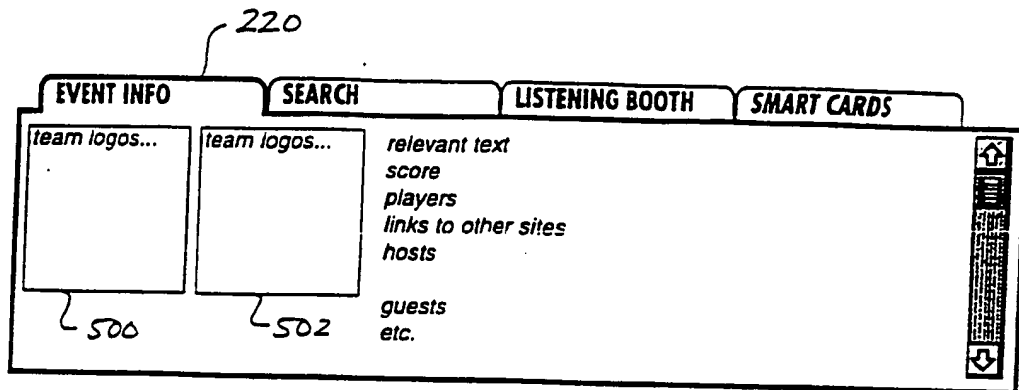 220
EVENT INFO SEARCH LISTENING BOOTH SMART CARDS
team logos... team logos... relevant text
score
players
links to other sites
hosts
guests
500 502 etc.